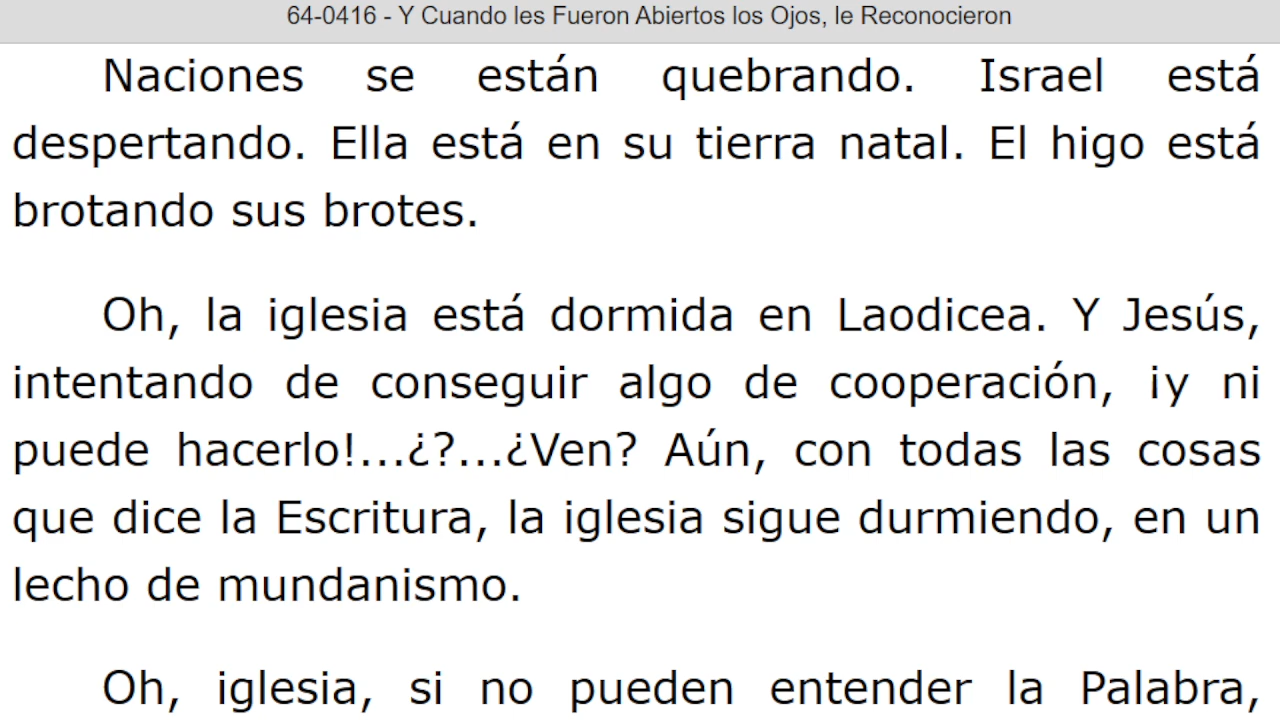 64-0416 - Y Cuando les Fueron Abiertos los Ojos, le Reconocieron
Naciones se están quebrando. Israel está
despertando. Ella está en su tierra natal. El higo está
brotando sus brotes.
Oh, la iglesia está dormida en Laodicea. Y Jesús,
intentando de conseguir algo de cooperación, ¡y ni
puede hacerlo!...¿?...¿Ven? Aún, con todas las cosas
que dice la Escritura, la iglesia sigue durmiendo, en un
lecho de mundanismo.
Oh, iglesia, si no pueden entender la Palabra,